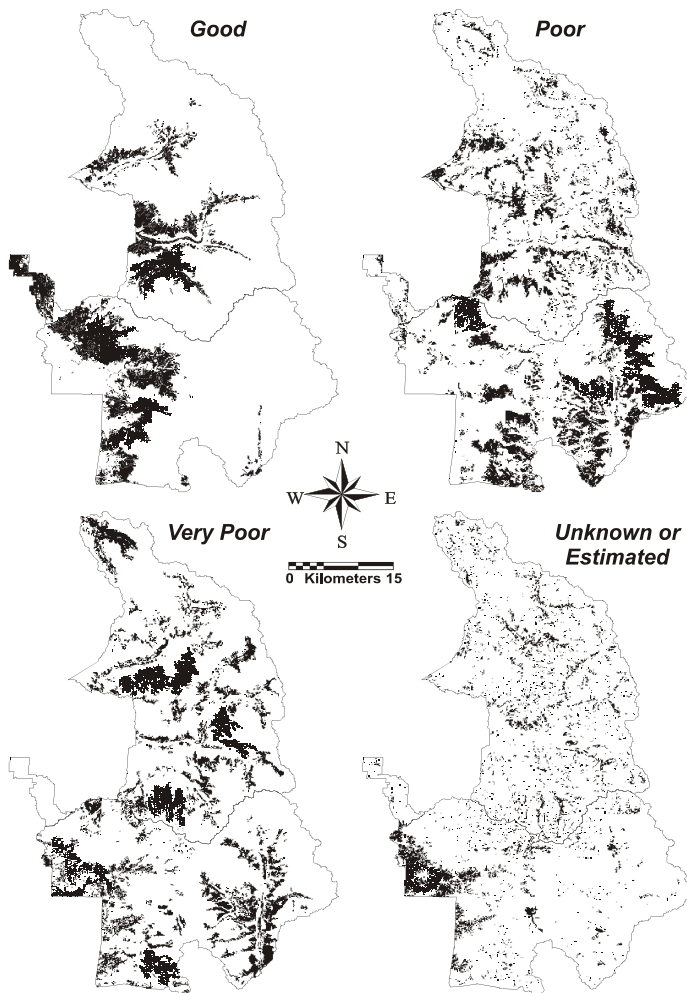 Good
Poor
N
W E
S
Very Poor
Unknown or
Estimated
0 Kilometers 15